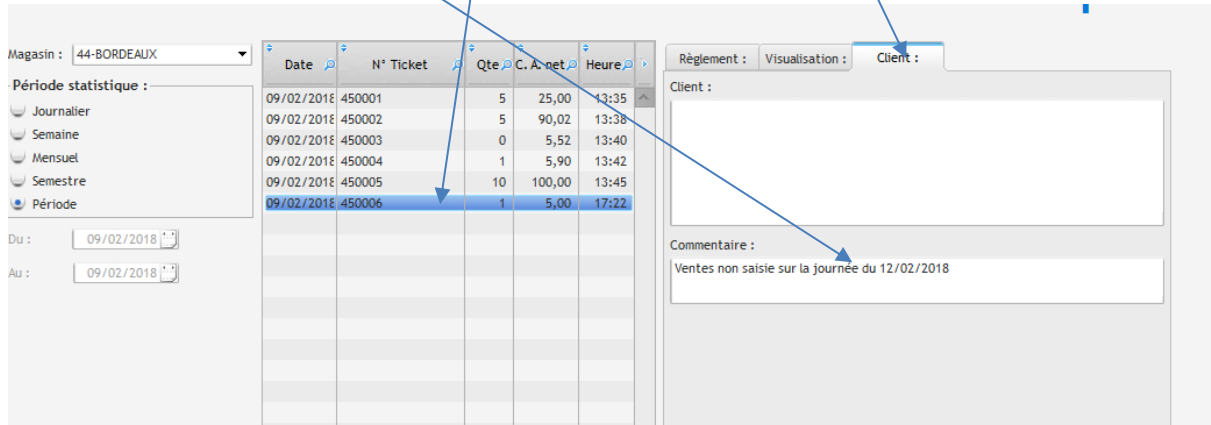 Magasin : 44-BORDEAUX
Période statistique :
Journalier
Semaine
Mensuel
Semestre
Période
Du : 09/02/2018
Au : 09/02/2018
Date N° Ticket Qte C. A. net Heure
09/02/2018 450001 5 25,00 13:35
09/02/2018 450002 5 90,02 13:38
09/02/2018 450003 0 5,52 13:40
09/02/2018 450004 1 5,90 13:42
09/02/2018 450005 10 100,00 13:45
09/02/2018 450006 1 5,00 17:22
Règlement : Visualisation : Client :
Client :
Commentaire :
Ventes non saisie sur la journée du 12/02/2018